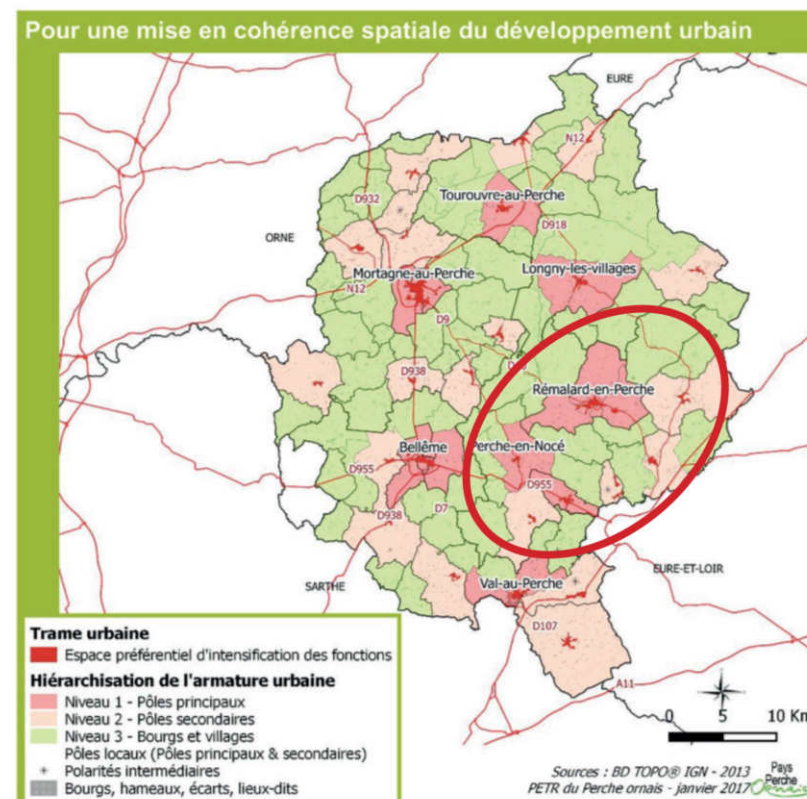 Pour une mise en cohérence spatiale du développement urbain
EURE
N12
Tourouvre-au-Perche
D932
D918
ORNE
Mortagne-au-Perche
Longny-les-villages
N12
D9
D938
Rémalard-en-Perche
Bellême
Perche-en-Nocé
D955
D955
D938
D7
EURE-ET-LOIR
SARTHE
Val-au-Perche
D107
A11
Trame urbaine
Espace préférentiel d'intensification des fonctions
Hiérarchisation de l'armature urbaine
Niveau 1 - Pôles principaux
Niveau 2 - Pôles secondaires
Niveau 3 - Bourgs et villages
Pôles locaux (Pôles principaux & secondaires)
Polarités intermédiaires
Bourgs, hameaux, écarts, lieux-dits
0 5 10 Km
Sources : BD TOPO® IGN - 2013
PETR du Perche ornais - janvier 2017
Pays
Perche
Ornais